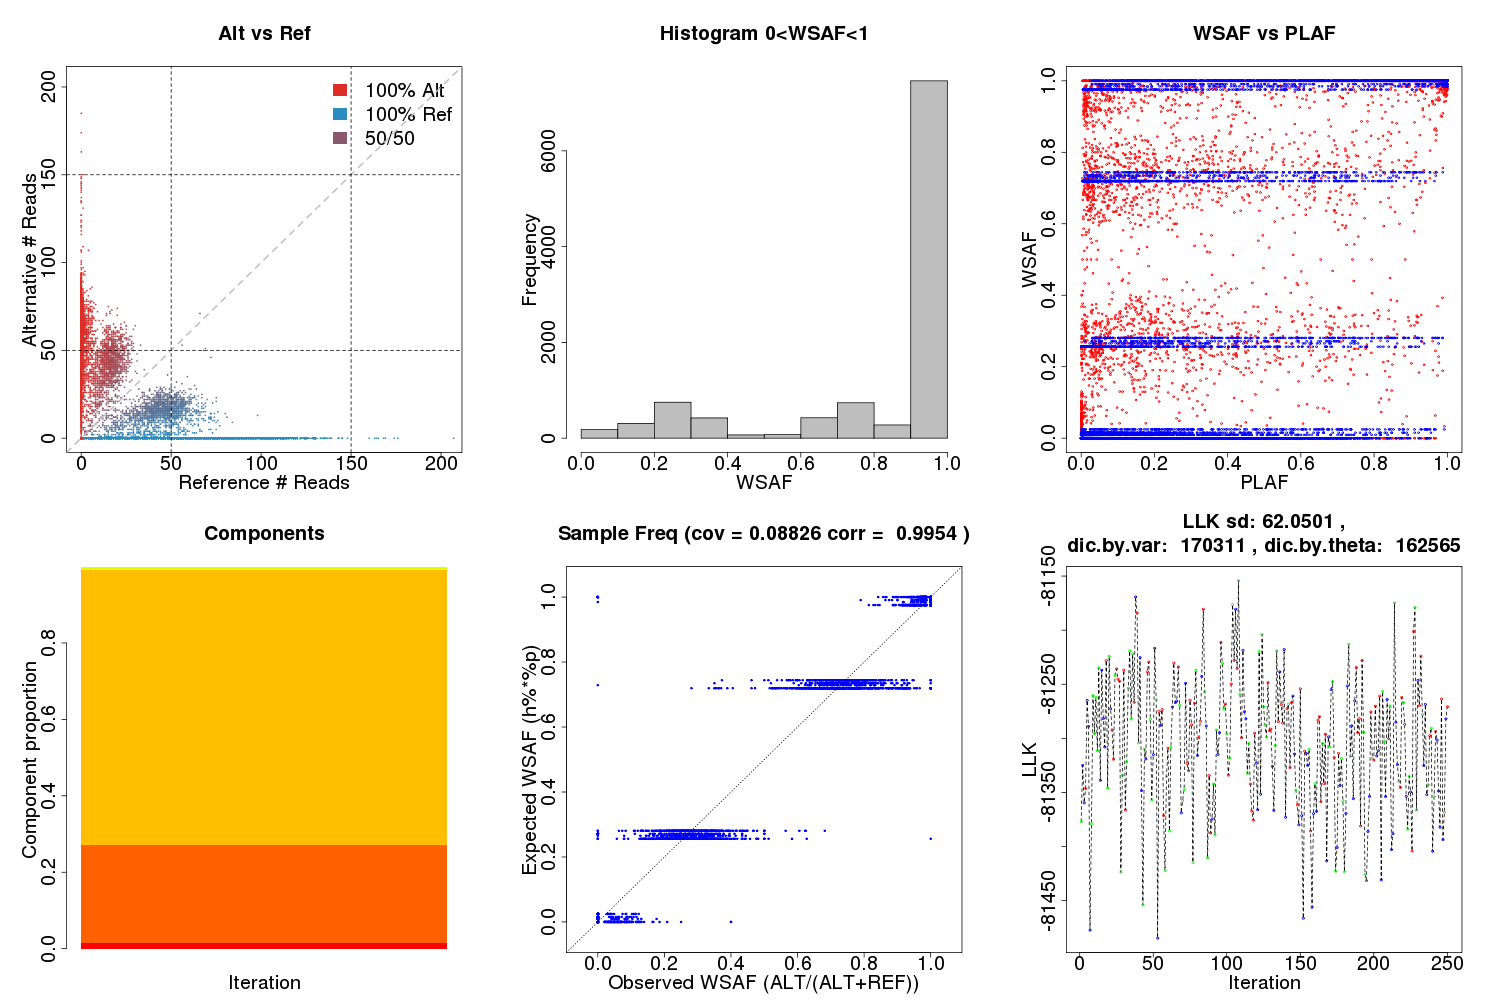 Alt vs Ref
100% Alt
100% Ref
50/50
Alternative # Reads
0 50 100 150 200
0 50 100 150 200
Reference # Reads
Histogram 0<WSAF<1
Frequency
0 2000 4000 6000
0.0 0.2 0.4 0.6 0.8 1.0
WSAF
WSAF vs PLAF
WSAF
0.0 0.2 0.4 0.6 0.8 1.0
0.0 0.2 0.4 0.6 0.8 1.0
PLAF
Components
Component proportion
0.0 0.2 0.4 0.6 0.8
Iteration
Sample Freq (cov = 0.08826 corr = 0.9954 )
Expected WSAF (h%*%p)
0.0 0.2 0.4 0.6 0.8 1.0
0.0 0.2 0.4 0.6 0.8 1.0
Observed WSAF (ALT/(ALT+REF))
LLK sd: 62.0501 ,
dic.by.var: 170311 , dic.by.theta: 162565
LLK
-81450 -81350 -81250 -81150
0 50 100 150 200 250
Iteration